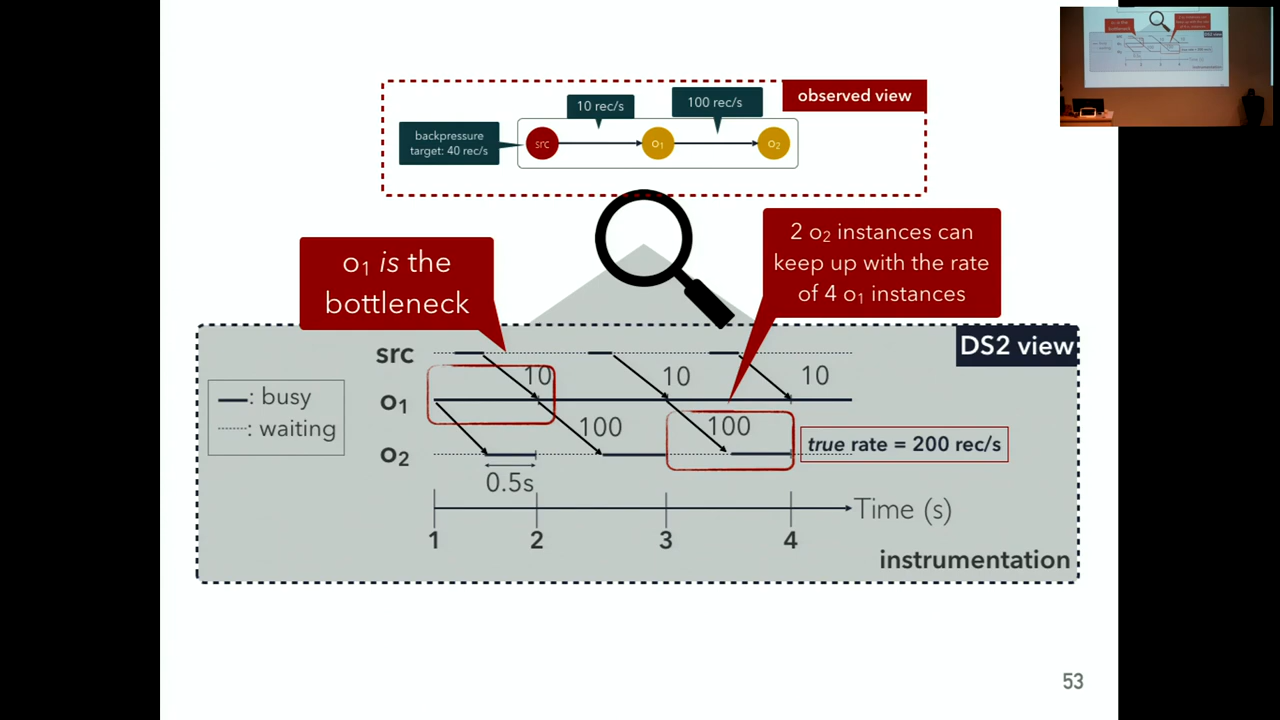 observed view
10 rec/s
100 rec/s
backpressure
target: 40 rec/s
src
o₁
o₂
o₁ is the
bottleneck
2 o₂ instances can
keep up with the rate
of 4 o₁ instances
DS2 view
src
10
10
10
: busy
: waiting
o₁
100
100
o₂
true rate = 200 rec/s
0.5s
Time (s)
1
2
3
4
instrumentation
53